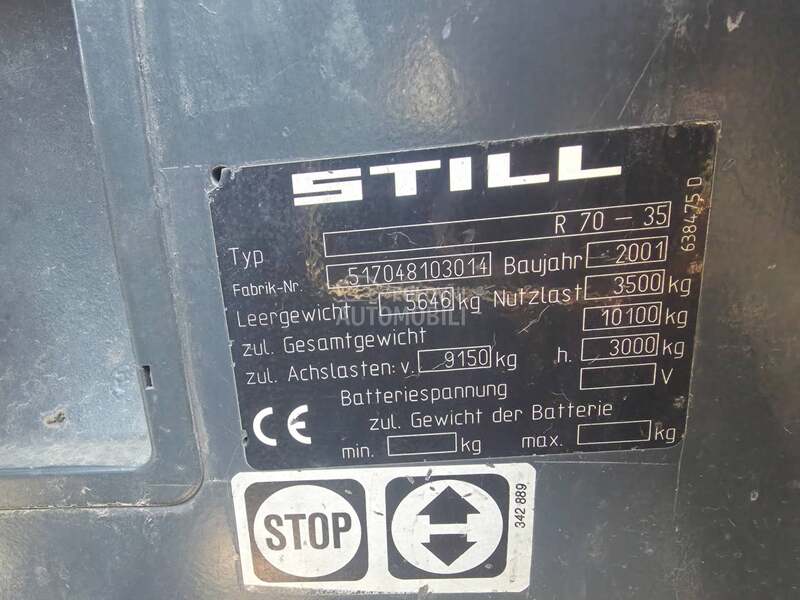 STILL
Typ R 70 - 35
Fabrik-Nr. 517048103014 Baujahr 2001
Leergewicht 5646 kg Nutzlast 3500 kg
zul. Gesamtgewicht 10100 kg
zul. Achslasten: v. 9150 kg h. 3000 kg
Batteriespannung V
zul. Gewicht der Batterie
min. kg max. kg
CE
638475 D
AUTOMOBILI
STOP
342 889